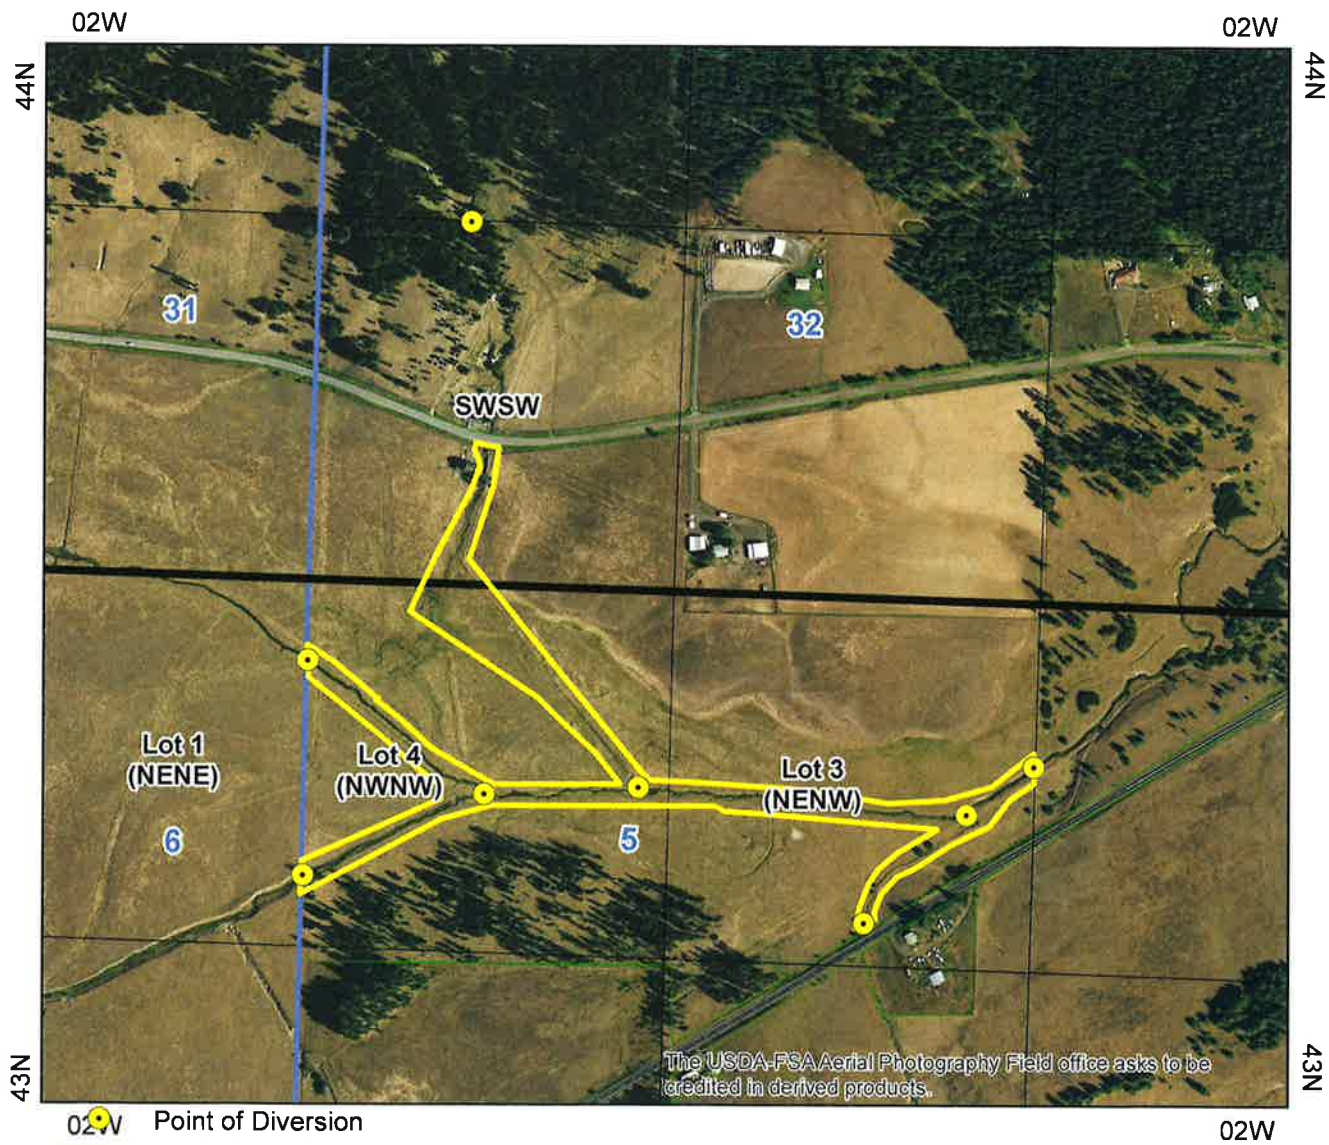 02W 02W
44N 44N
31
32
SWSW
Lot 1
(NENE)
Lot 4
(NWNW)
Lot 3
(NENW)
6
5
The USDA-FSA Aerial Photography Field office asks to be
credited in derived products.
43N 43N
02W Point of Diversion
02W